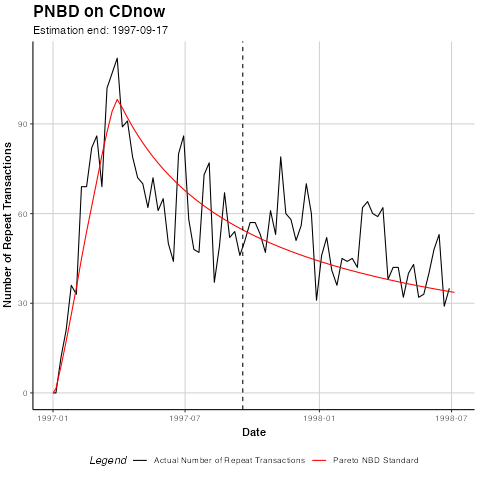 PNBD on CDnow
Estimation end: 1997-09-17
Number of Repeat Transactions
90
60
30
0
1997-01
1997-07
1998-01
1998-07
Date
Legend
Actual Number of Repeat Transactions
Pareto NBD Standard